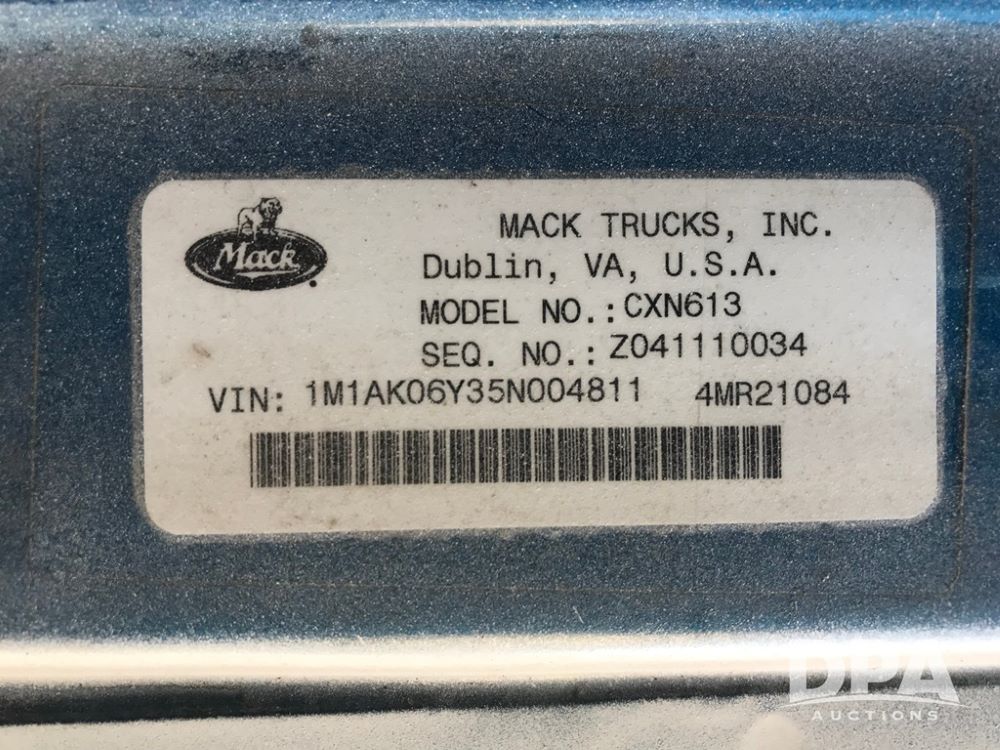 Mack
MACK TRUCKS, INC.
Dublin, VA, U.S.A.
MODEL NO.: CXN613
SEQ. NO.: Z041110034
VIN: 1M1AK06Y35N004811 4MR21084
DPA
AUCTIONS